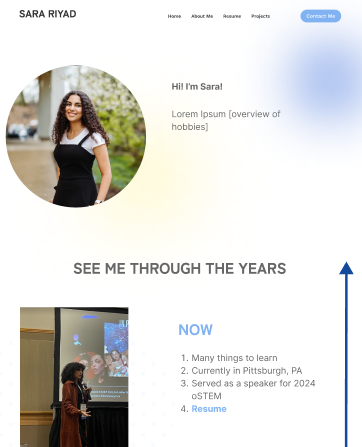 SARA RIYAD
Home About Me Resume Projects Contact Me
Hi! I'm Sara!
Lorem Ipsum [overview of
hobbies]
SEE ME THROUGH THE YEARS
NOW
1. Many things to learn
2. Currently in Pittsburgh, PA
3. Served as a speaker for 2024
oSTEM
4. Resume